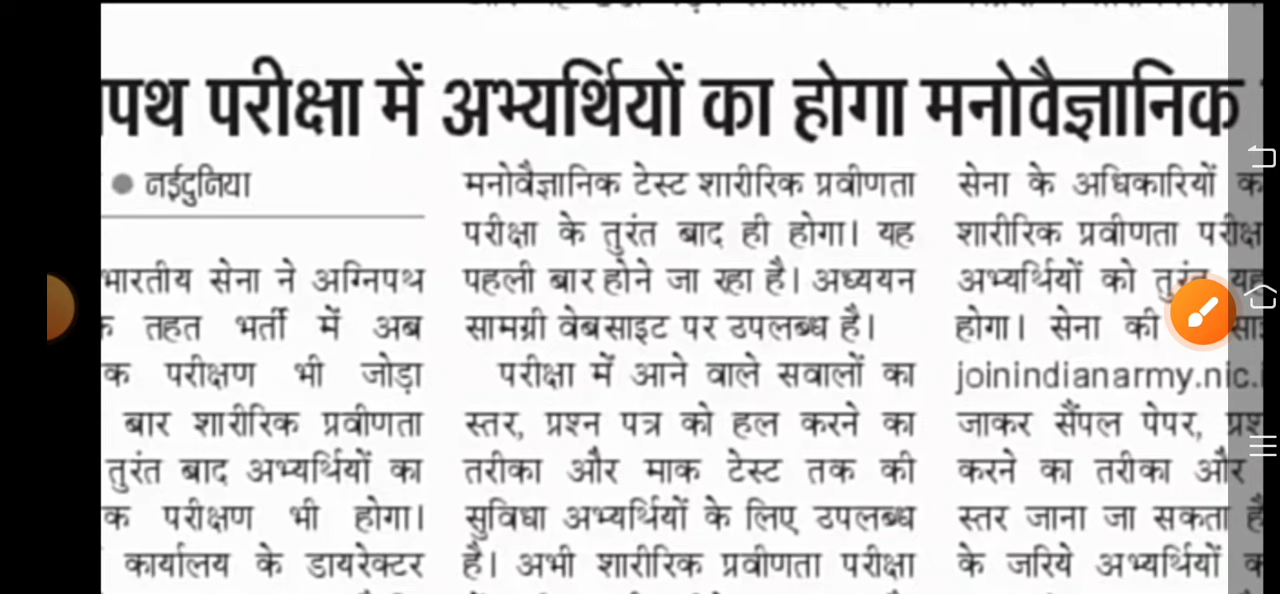 पथ परीक्षा में अभ्यर्थियों का होगा मनोवैज्ञानिक
नईदुनिया
भारतीय सेना ने अग्निपथ
तहत भर्ती में अब
क परीक्षण भी जोड़ा
बार शारीरिक प्रवीणता
तुरंत बाद अभ्यर्थियों का
क परीक्षण भी होगा।
कार्यालय के डायरेक्टर
मनोवैज्ञानिक टेस्ट शारीरिक प्रवीणता
परीक्षा के तुरंत बाद ही होगा। यह
पहली बार होने जा रहा है। अध्ययन
सामग्री वेबसाइट पर उपलब्ध है।
परीक्षा में आने वाले सवालों का
स्तर, प्रश्न पत्र को हल करने का
तरीका और माक टेस्ट तक की
सुविधा अभ्यर्थियों के लिए उपलब्ध
है। अभी शारीरिक प्रवीणता परीक्षा
सेना के अधिकारियों
शारीरिक प्रवीणता
अभ्यर्थियों को तुरंत यह
होगा। सेना की
joinindianarmy.nic.i
जाकर सैंपल पेपर,
करने का तरीका और
स्तर जाना जा सकता है
के जरिये अभ्यर्थियों